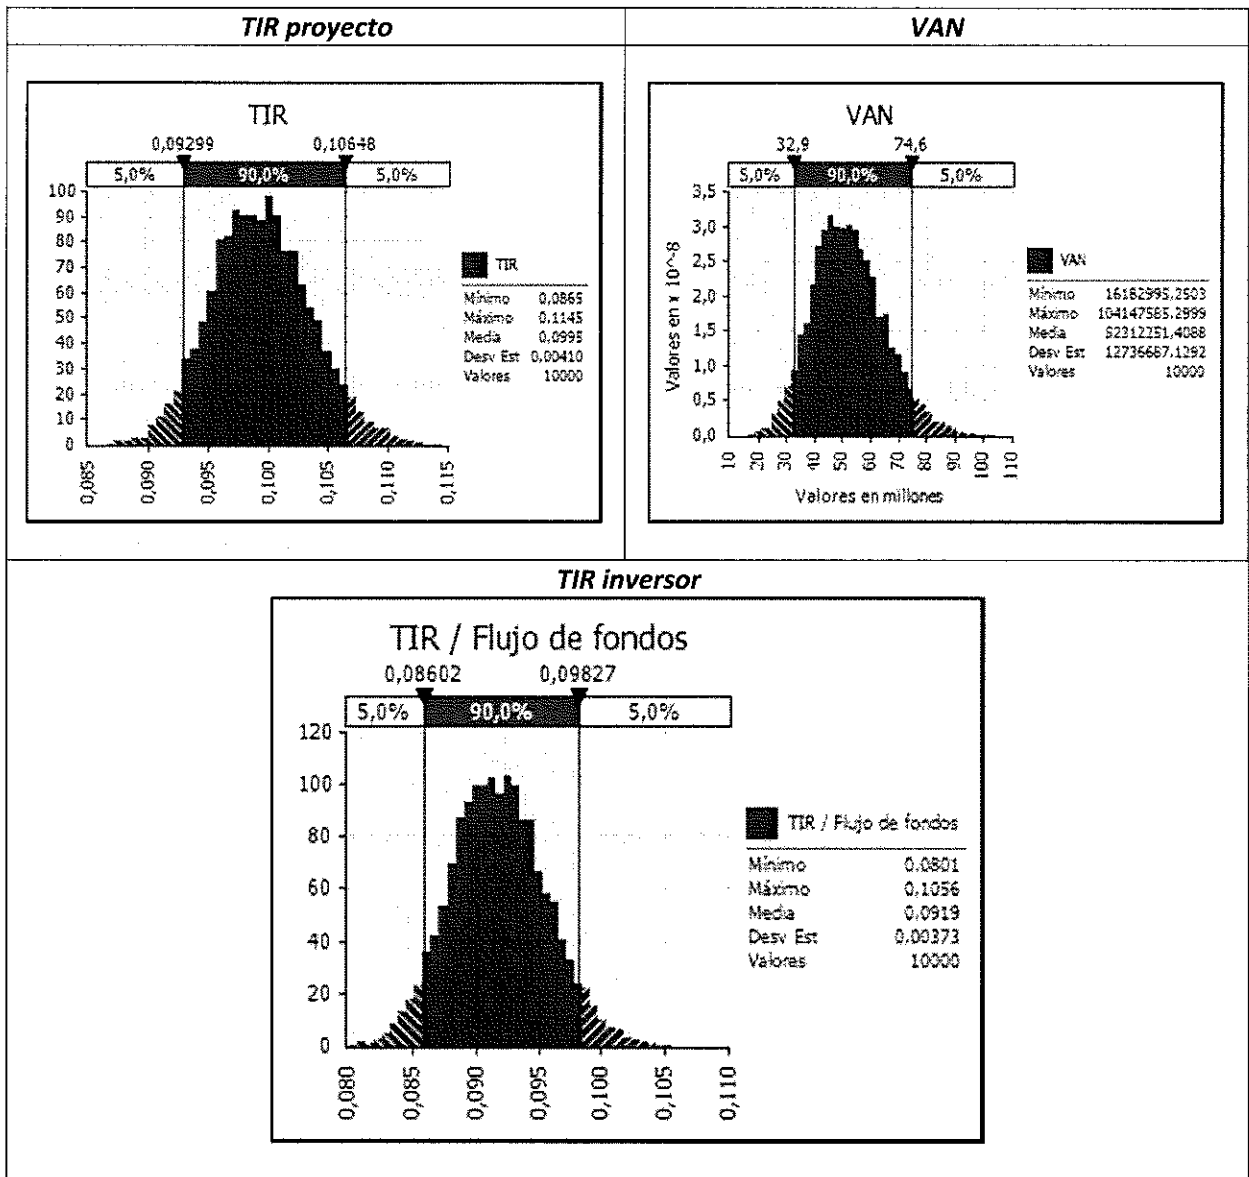 TIR proyecto
VAN
TIR
0,09299 0,10648
5,0% 90,0% 5,0%
100
90
80
70
60
50
40
30
20
10
0
0,085
0,090
0,095
0,100
0,105
0,110
0,115
TIR
Mínimo 0,0865
Máximo 0,1145
Media 0,0995
Desv Est 0,00410
Valores 10000
VAN
32,9 74,6
5,0% 90,0% 5,0%
Valores en x 10^-8
3,5
3,0
2,5
2,0
1,5
1,0
0,5
0,0
10
20
30
40
50
60
70
80
90
100
110
Valores en millones
VAN
Mínimo 16182995,2503
Máximo 104147585,2999
Media 52312251,4088
Desv Est 12736687,1292
Valores 10000
TIR inversor
TIR / Flujo de fondos
0,08602 0,09827
5,0% 90,0% 5,0%
120
100
80
60
40
20
0
0,080
0,085
0,090
0,095
0,100
0,105
0,110
TIR / Flujo de fondos
Mínimo 0,0801
Máximo 0,1056
Media 0,0919
Desv Est 0,00373
Valores 10000